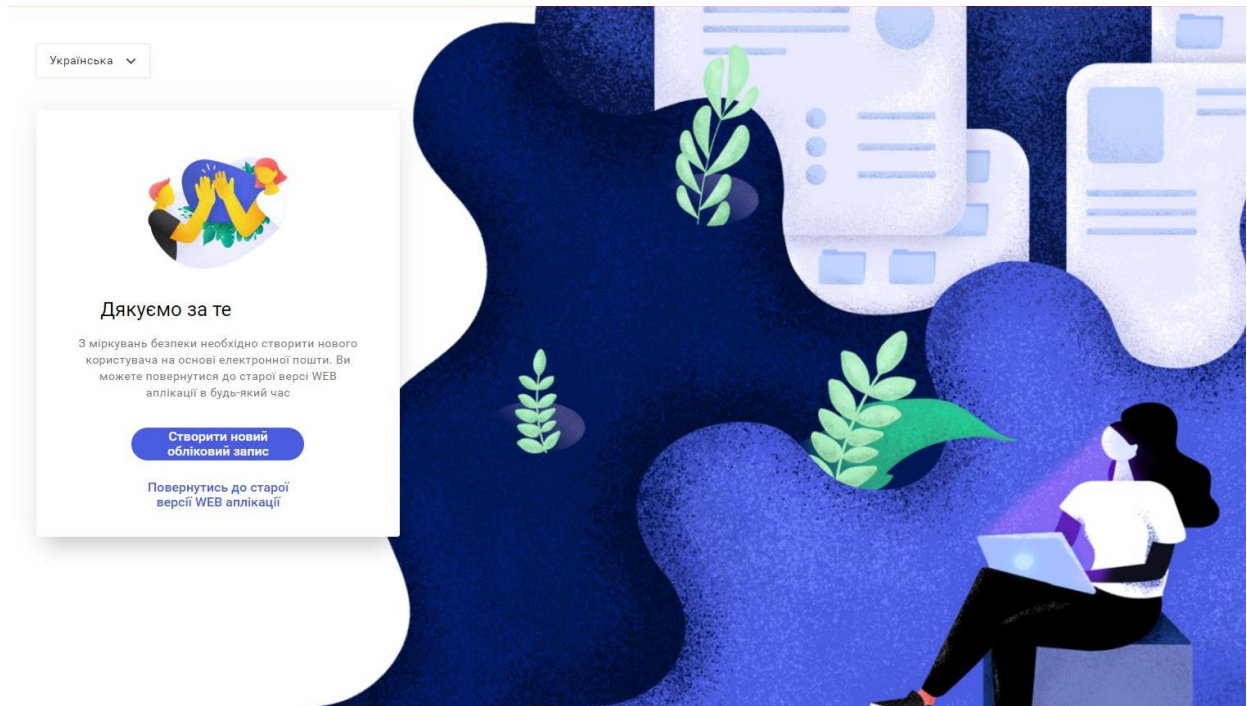 Українська
Дякуємо за те
З міркувань безпеки необхідно створити нового
користувача на основі електронної пошти. Ви
можете повернутися до старої версі WEB
аплікації в будь-який час
Створити новий
обліковий запис
Повернутись до старої
версії WEB аплікації